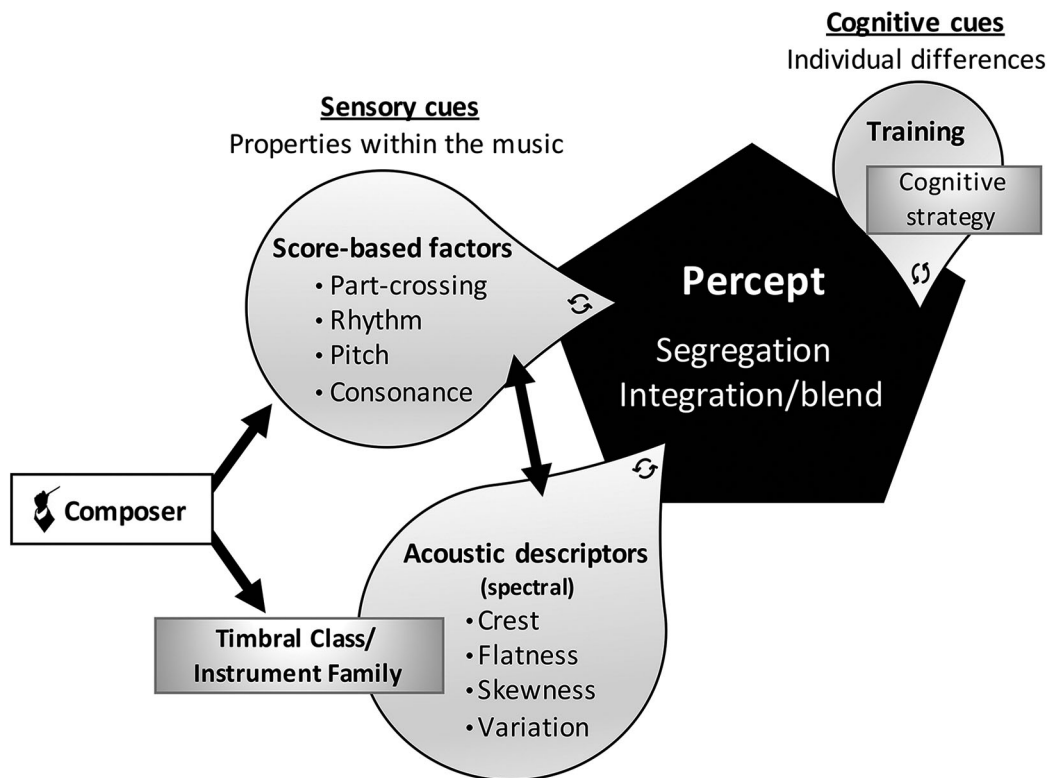 Cognitive cues
Individual differences
Sensory cues
Properties within the music
Training
Cognitive
strategy
Score-based factors
• Part-crossing
• Rhythm
• Pitch
• Consonance
Percept
Segregation
Integration/blend
Composer
Acoustic descriptors
(spectral)
• Crest
• Flatness
• Skewness
• Variation
Timbral Class/
Instrument Family